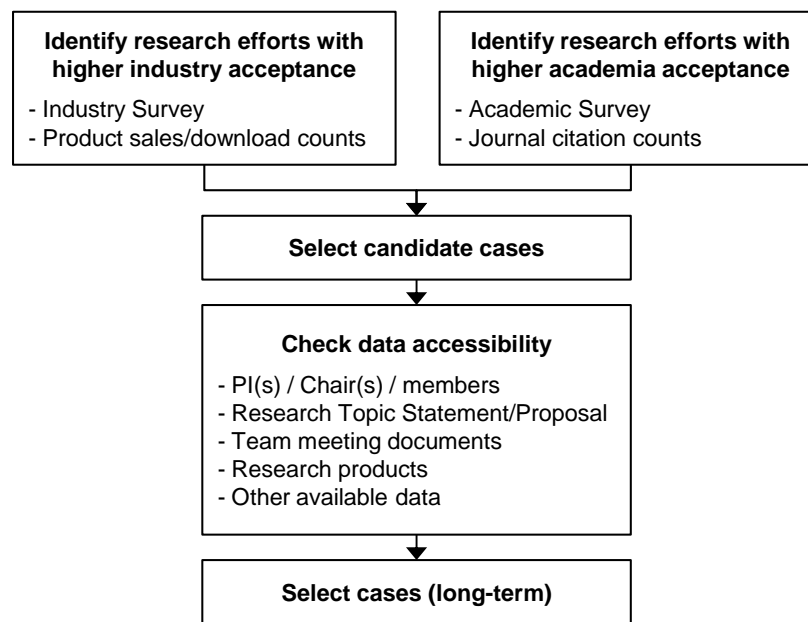 Identify research efforts with
higher industry acceptance
- Industry Survey
- Product sales/download counts
Identify research efforts with
higher academia acceptance
- Academic Survey
- Journal citation counts
Select candidate cases
Check data accessibility
- PI(s) / Chair(s) / members
- Research Topic Statement/Proposal
- Team meeting documents
- Research products
- Other available data
Select cases (long-term)